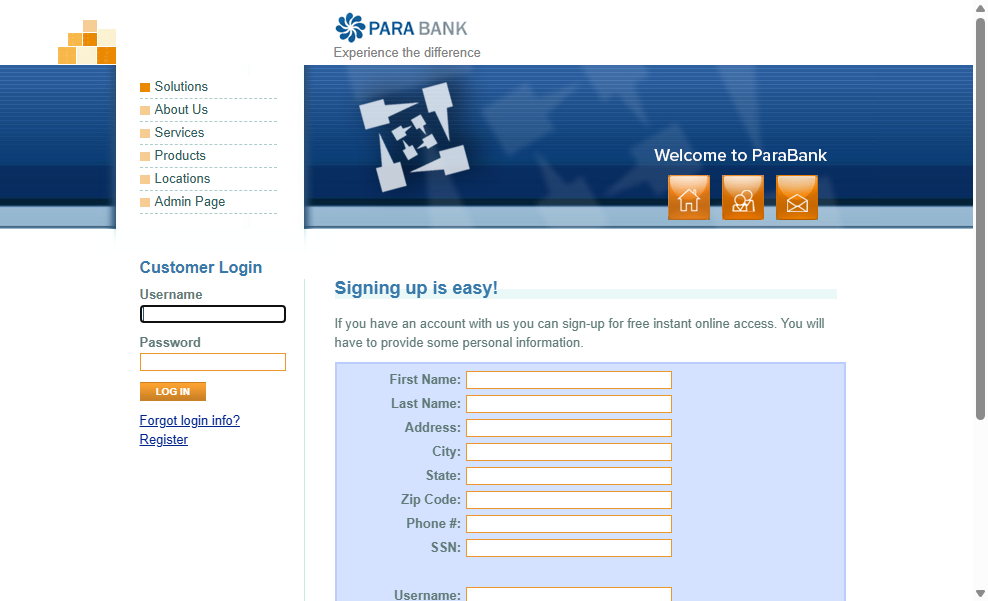 PARA BANK
Experience the difference
Solutions
About Us
Services
Products
Locations
Admin Page
Welcome to ParaBank
Customer Login
Username
Password
LOG IN
Forgot login info?
Register
Signing up is easy!
If you have an account with us you can sign-up for free instant online access. You will
have to provide some personal information.
First Name:
Last Name:
Address:
City:
State:
Zip Code:
Phone #:
SSN:
Username: